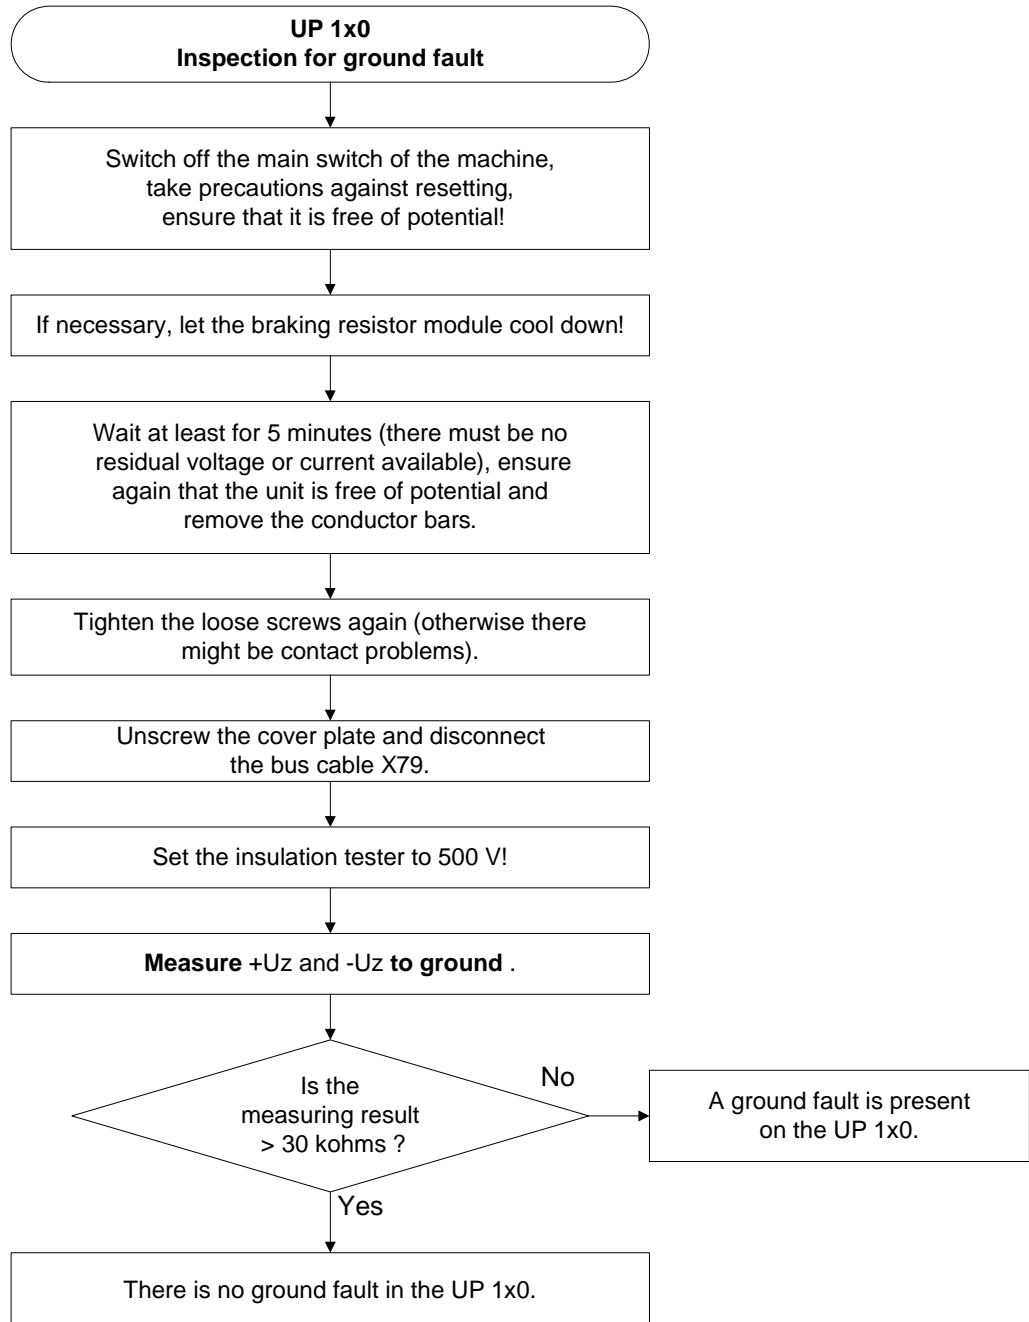 UP 1x0
Inspection for ground fault
Switch off the main switch of the machine,
take precautions against resetting,
ensure that it is free of potential!
If necessary, let the braking resistor module cool down!
Wait at least for 5 minutes (there must be no
residual voltage or current available), ensure
again that the unit is free of potential and
remove the conductor bars.
Tighten the loose screws again (otherwise there
might be contact problems).
Unscrew the cover plate and disconnect
the bus cable X79.
Set the insulation tester to 500 V!
Measure +Uz and -Uz to ground .
Is the
measuring result
> 30 kohms ?
No
A ground fault is present
on the UP 1x0.
Yes
There is no ground fault in the UP 1x0.